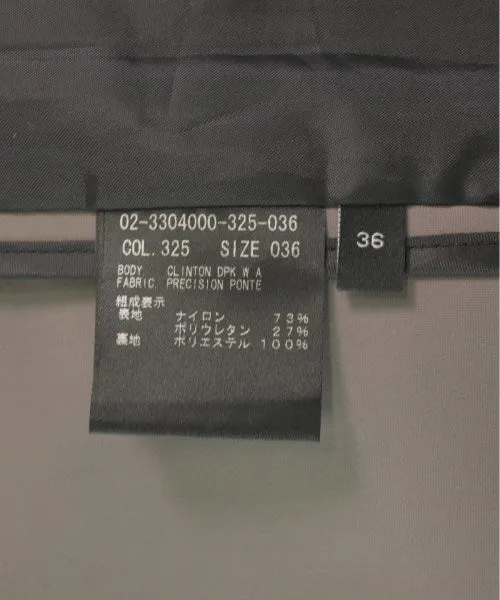 02-3304000-325-036
COL. 325 SIZE 036
BODY CLINTON DPK W A
FABRIC PRECISION PONTE
組成表示
表地 ナイロン 73%
ポリウレタン 27%
裏地 ポリエステル 100%
36